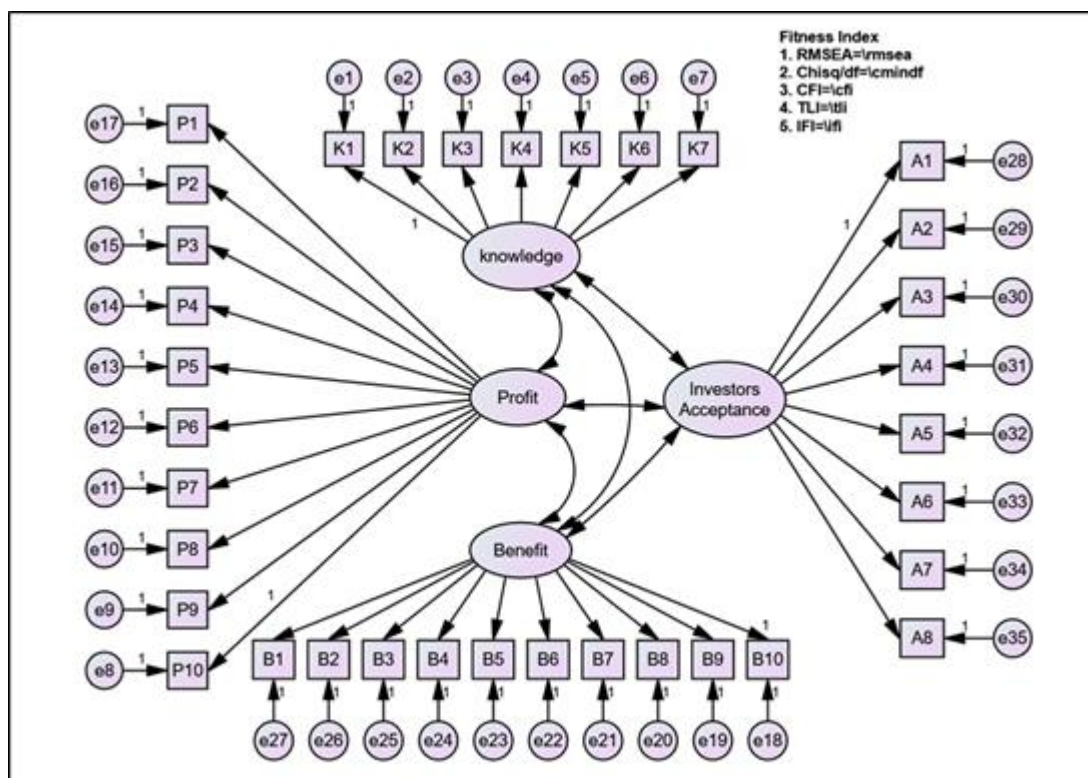 Fitness Index
1. RMSEA=\rmsea
2. Chisq/df=\cmindf
3. CFI=\cfi
4. TLI=\tli
5. IFI=\ifi
e1 e2 e3 e4 e5 e6 e7
1 1 1 1 1 1 1
K1 K2 K3 K4 K5 K6 K7
1
knowledge
e17 1 P1
e16 1 P2
e15 1 P3
e14 1 P4
e13 1 P5
e12 1 P6
e11 1 P7
e10 1 P8
e9 1 P9
1
e8 1 P10
Profit
Investors
Acceptance
A1 1 e28
1
A2 1 e29
A3 1 e30
A4 1 e31
A5 1 e32
A6 1 e33
A7 1 e34
A8 1 e35
Benefit
1
B1 B2 B3 B4 B5 B6 B7 B8 B9 B10
1 1 1 1 1 1 1 1 1 1
e27 e26 e25 e24 e23 e22 e21 e20 e19 e18